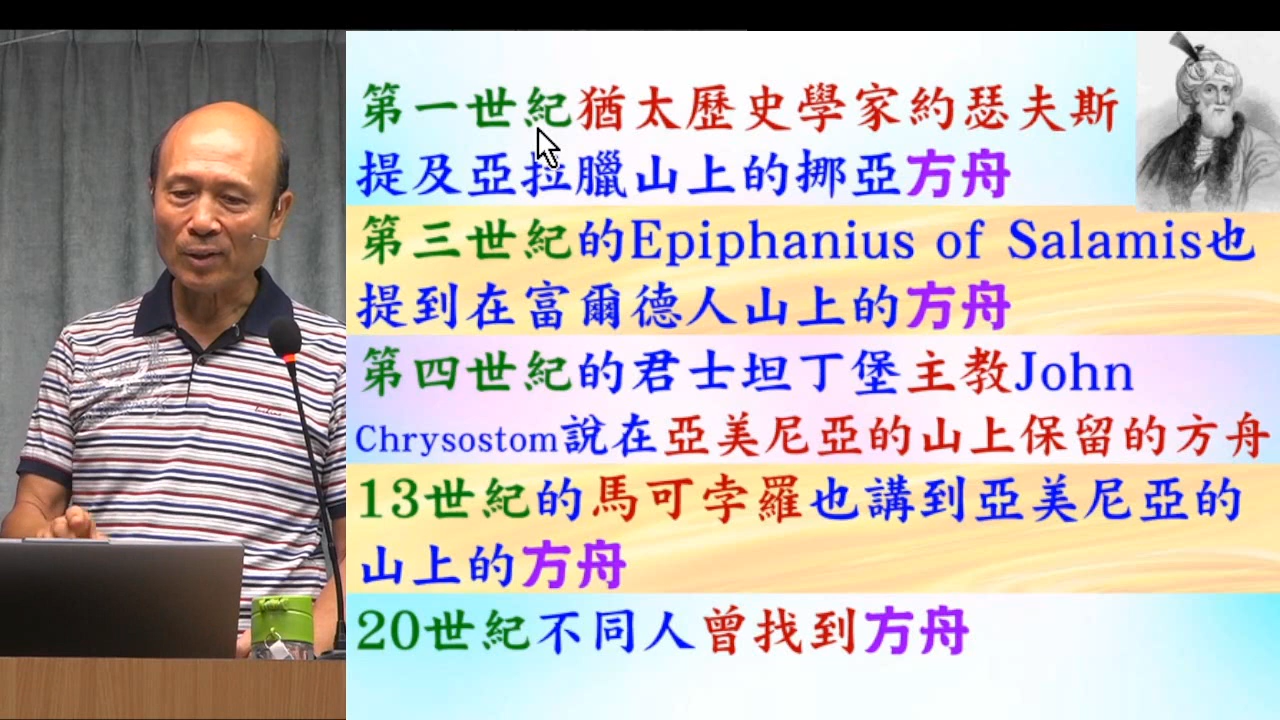 第一世紀猶太歷史學家約瑟夫斯
提及亞拉臘山上的挪亞方舟
第三世紀的Epiphanius of Salamis也
提到在富爾德人山上的方舟
第四世紀的君士坦丁堡主教John
Chrysostom說在亞美尼亞的山上保留的方舟
13世紀的馬可孛羅也講到亞美尼亞的
山上的方舟
20世紀不同人曾找到方舟